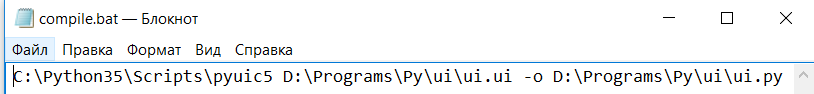 compile.bat — Блокнот
Файл Правка Формат Вид Справка
C:\Python35\Scripts\pyuic5 D:\Programs\Py\ui\ui.ui -o D:\Programs\Py\ui\ui.py